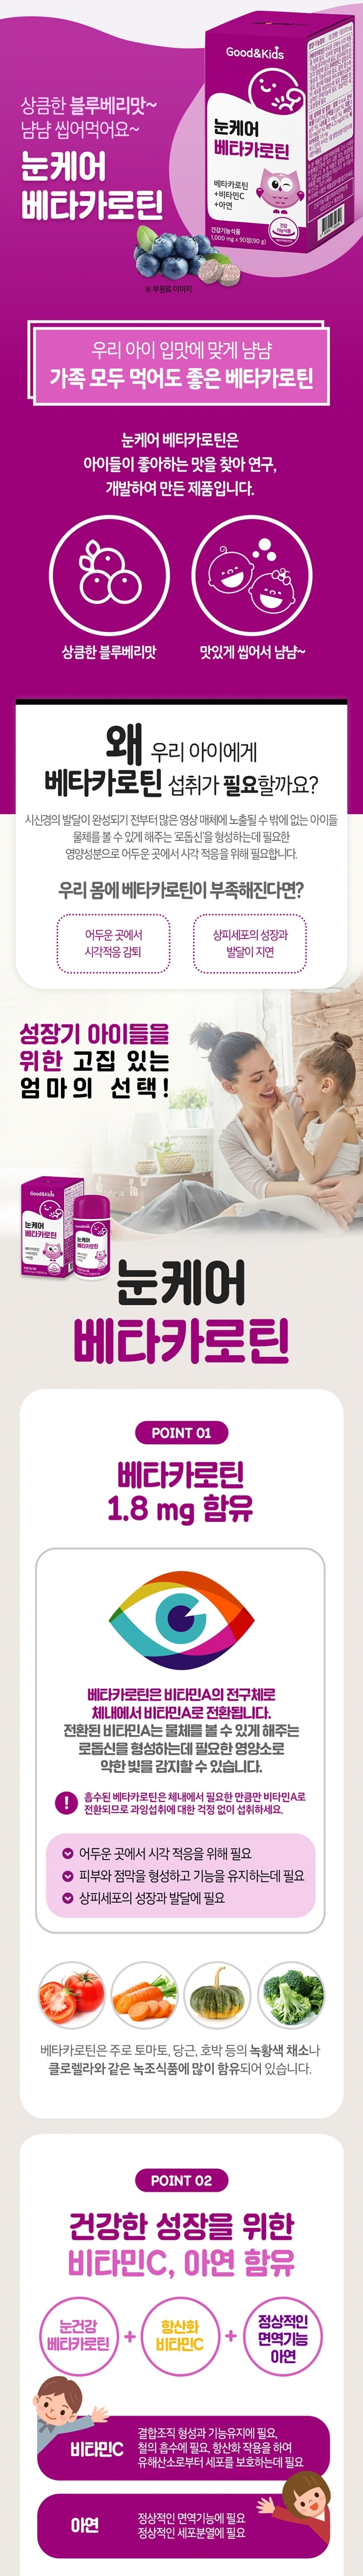 Good&Kids
상큼한 블루베리맛~
냠냠 씹어먹어요~
눈케어
베타카로틴
눈케어
베타카로틴
베타카로틴
+비타민C
+아연
건강기능식품
1,000 mg x 90정(90 g)
건강
기능식품
※ 부원료 이미지
우리 아이 입맛에 맞게 냠냠
가족 모두 먹어도 좋은 베타카로틴
눈케어 베타카로틴은
아이들이 좋아하는 맛을 찾아 연구,
개발하여 만든 제품입니다.
상큼한 블루베리맛
맛있게 씹어서 냠냠~
왜 우리 아이에게
베타카로틴 섭취가 필요할까요?
시신경의 발달이 완성되기 전부터 많은 영상 매체에 노출될 수 밖에 없는 아이들
물체를 볼 수 있게 해주는 '로돕신'을 형성하는데 필요한
영양성분으로 어두운 곳에서 시각 적응을 위해 필요합니다.
우리 몸에 베타카로틴이 부족해진다면?
어두운 곳에서
시각적응 감퇴
상피세포의 성장과
발달이 지연
성장기 아이들을
위한 고집 있는
엄마의 선택!
Good&Kids
눈케어
베타카로틴
눈케어
베타카로틴
눈케어
베타카로틴
POINT 01
베타카로틴
1.8 mg 함유
베타카로틴은 비타민A의 전구체로
체내에서 비타민A로 전환됩니다.
전환된 비타민A는 물체를 볼 수 있게 해주는
로돕신을 형성하는데 필요한 영양소로
약한 빛을 감지할 수 있습니다.
! 흡수된 베타카로틴은 체내에서 필요한 만큼만 비타민A로
전환되므로 과잉섭취에 대한 걱정 없이 섭취하세요.
어두운 곳에서 시각 적응을 위해 필요
피부와 점막을 형성하고 기능을 유지하는데 필요
상피세포의 성장과 발달에 필요
베타카로틴은 주로 토마토, 당근, 호박 등의 녹황색 채소나
클로렐라와 같은 녹조식품에 많이 함유되어 있습니다.
POINT 02
건강한 성장을 위한
비타민C, 아연 함유
눈건강
베타카로틴
+
항산화
비타민C
+
정상적인
면역기능
아연
비타민C
결합조직 형성과 기능유지에 필요,
철의 흡수에 필요, 항산화 작용을 하여
유해산소로부터 세포를 보호하는데 필요
아연
정상적인 면역기능에 필요
정상적인 세포분열에 필요